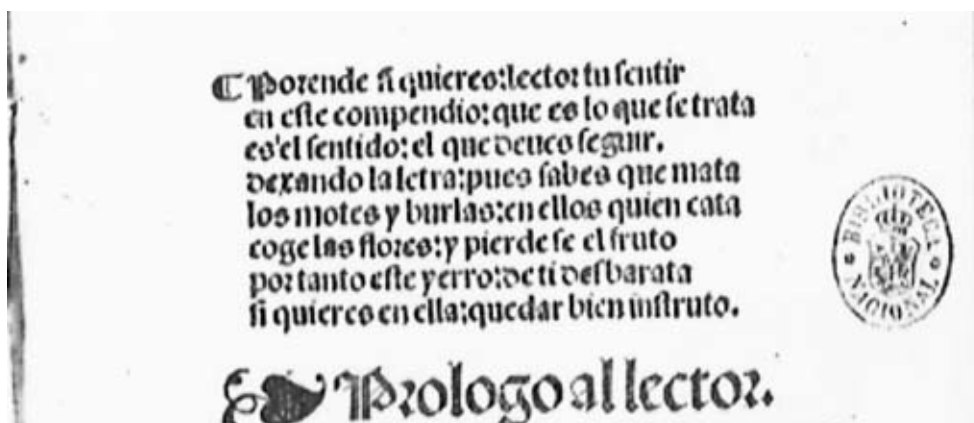 ¶ Porende si quieres:lector tu sentir
en este compendio:que es lo que se trata
es'el sentido:el que deues seguir.
dexando la letra:pues sabes que mata
los motes y burlas:en ellos quien cata
coge las flores:y pierde se el fruto
por tanto este yerro:de ti desbarata
si quieres en ella:quedar bien instruto.
BIBLIOTECA
NACIONAL
Prologo al lector.